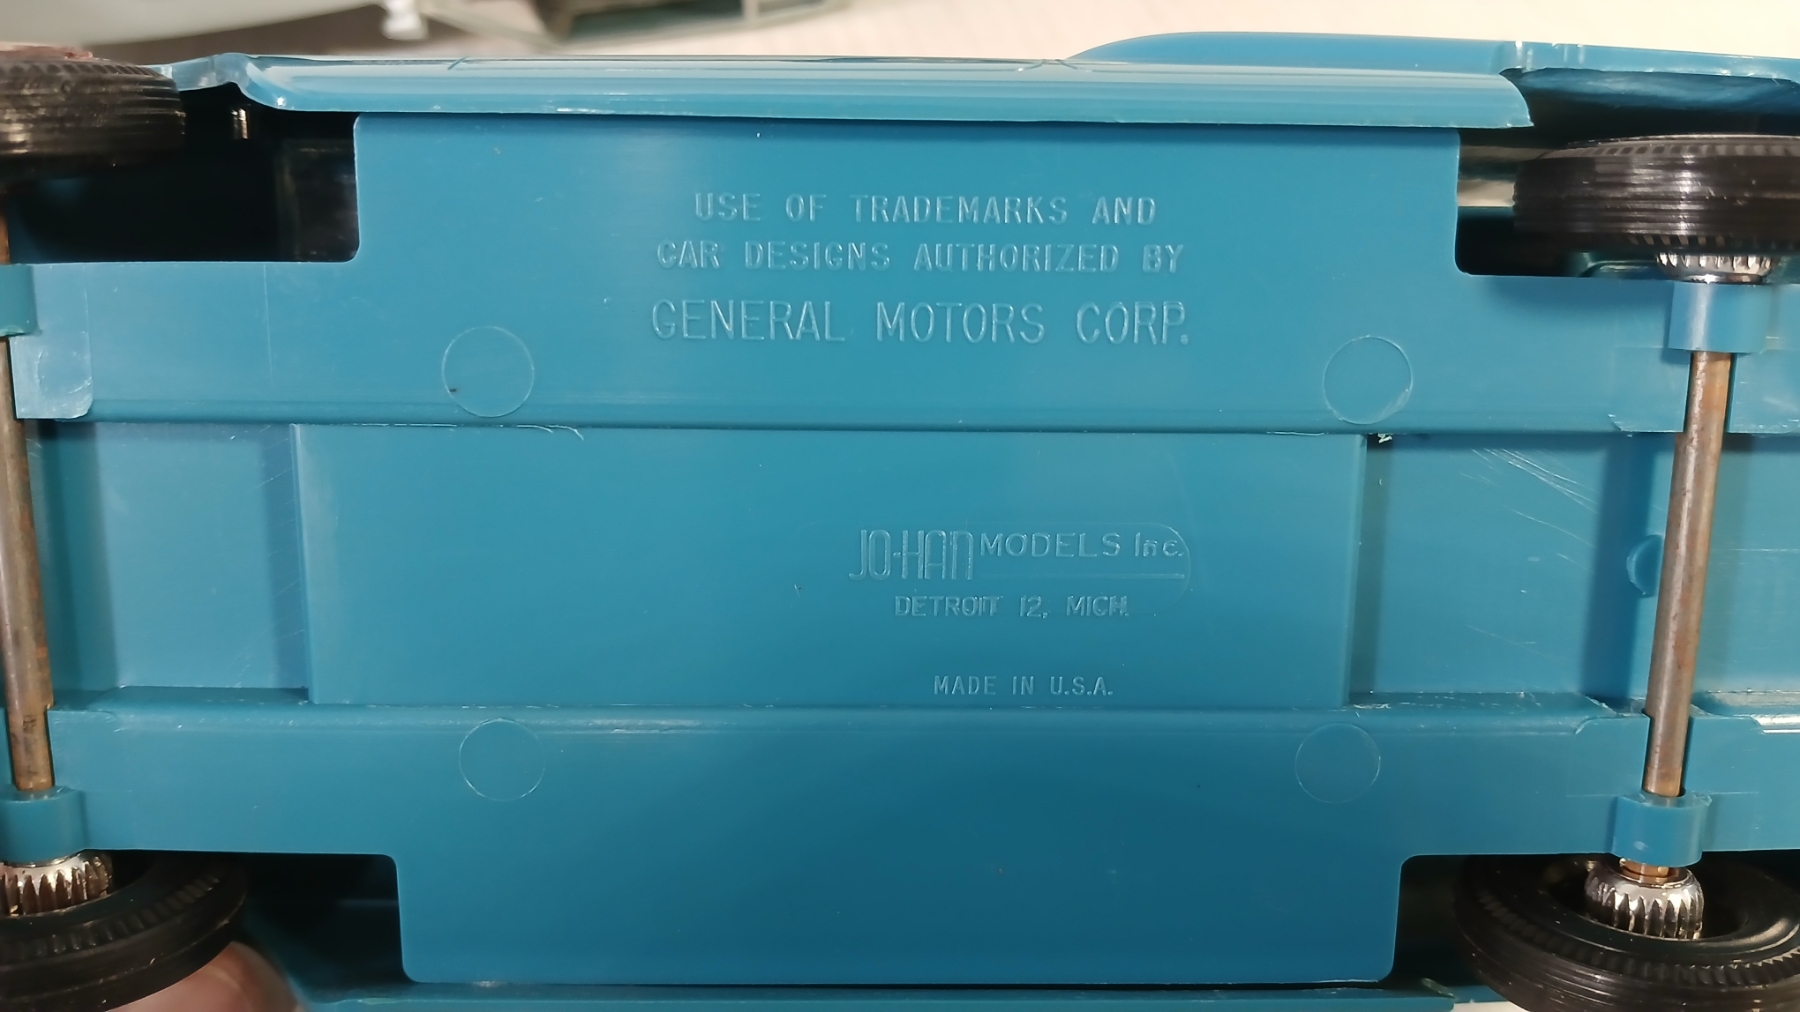 USE OF TRADEMARKS AND
CAR DESIGNS AUTHORIZED BY
GENERAL MOTORS CORP.
JO-HAN MODELS Inc.
DETROIT 12, MICH.
MADE IN U.S.A.